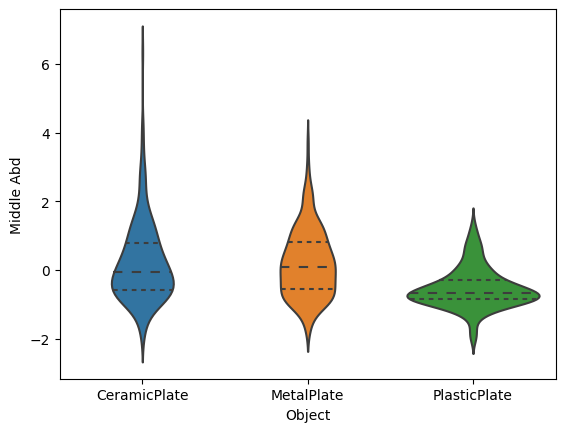 6
4
2
0
−2
Middle Abd
CeramicPlate
MetalPlate
PlasticPlate
Object